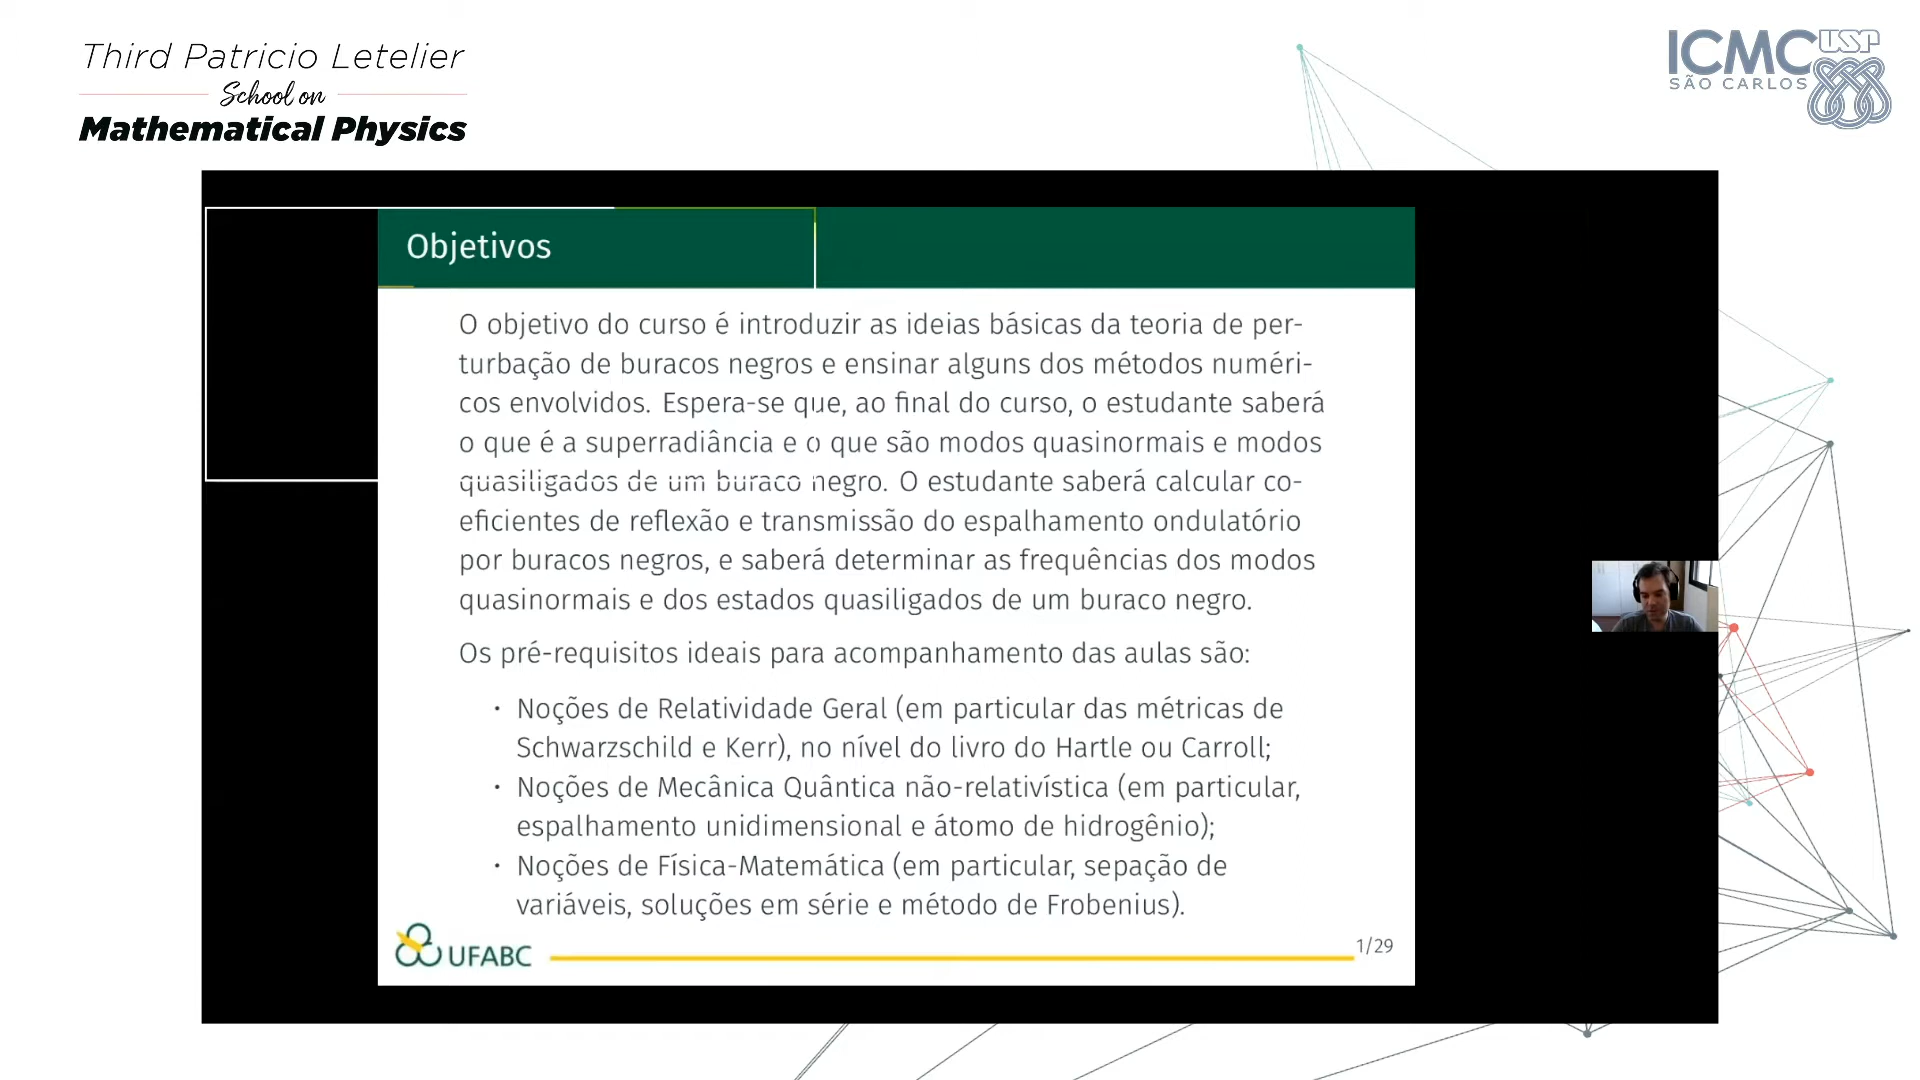 Third Patricio Letelier
School on
Mathematical Physics
ICMC USP
SÃO CARLOS
Objetivos
O objetivo do curso é introduzir as ideias básicas da teoria de per-
turbação de buracos negros e ensinar alguns dos métodos numéri-
cos envolvidos. Espera-se que, ao final do curso, o estudante saberá
o que é a superradiância e o que são modos quasinormais e modos
quasiligados de um buraco negro. O estudante saberá calcular co-
eficientes de reflexão e transmissão do espalhamento ondulatório
por buracos negros, e saberá determinar as frequências dos modos
quasinormais e dos estados quasiligados de um buraco negro.
Os pré-requisitos ideais para acompanhamento das aulas são:
• Noções de Relatividade Geral (em particular das métricas de
Schwarzschild e Kerr), no nível do livro do Hartle ou Carroll;
• Noções de Mecânica Quântica não-relativística (em particular,
espalhamento unidimensional e átomo de hidrogênio);
• Noções de Física-Matemática (em particular, sepação de
variáveis, soluções em série e método de Frobenius).
UFABC
1/29